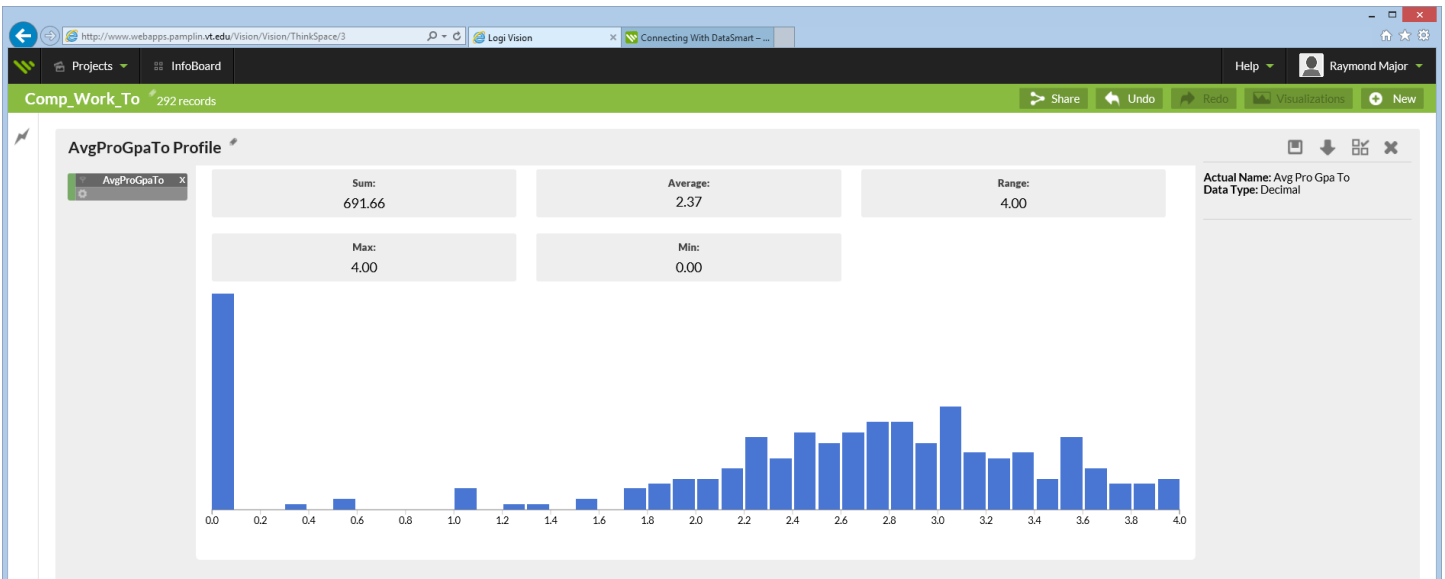 http://www.webapps.pamplin.vt.edu/Vision/Vision/ThinkSpace/3
Logi Vision
Connecting With DataSmart – ...
Projects
InfoBoard
Help
Raymond Major
Comp_Work_To
292 records
Share
Undo
Redo
Visualizations
New
AvgProGpaTo Profile
AvgProGpaTo X
Sum:
691.66
Average:
2.37
Range:
4.00
Max:
4.00
Min:
0.00
Actual Name: Avg Pro Gpa To
Data Type: Decimal
0.0 0.2 0.4 0.6 0.8 1.0 1.2 1.4 1.6 1.8 2.0 2.2 2.4 2.6 2.8 3.0 3.2 3.4 3.6 3.8 4.0